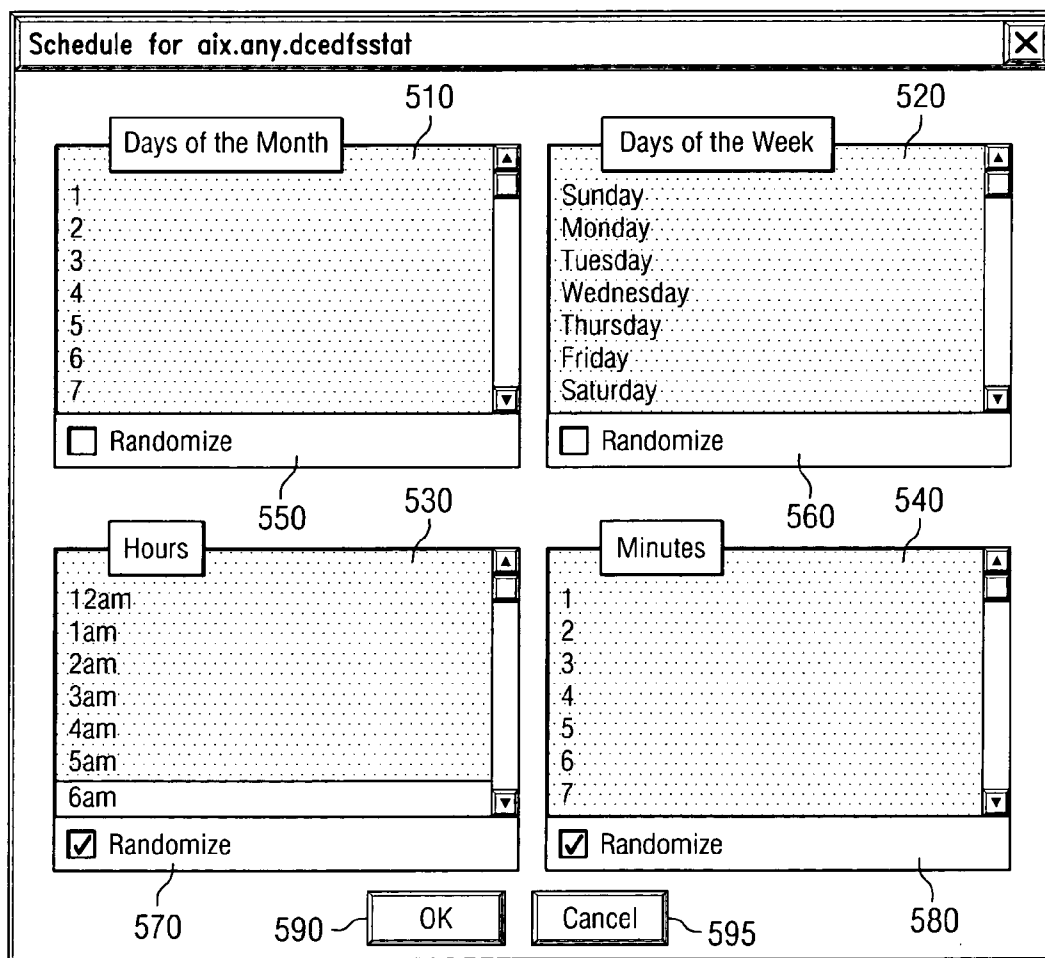 Schedule for aix.any.dcedfsstat
510
520
Days of the Month
Days of the Week
1
2
3
4
5
6
7
Sunday
Monday
Tuesday
Wednesday
Thursday
Friday
Saturday
Randomize
Randomize
550
530
560
540
Hours
Minutes
12am
1am
2am
3am
4am
5am
6am
1
2
3
4
5
6
7
Randomize
Randomize
570
590
OK
Cancel
595
580